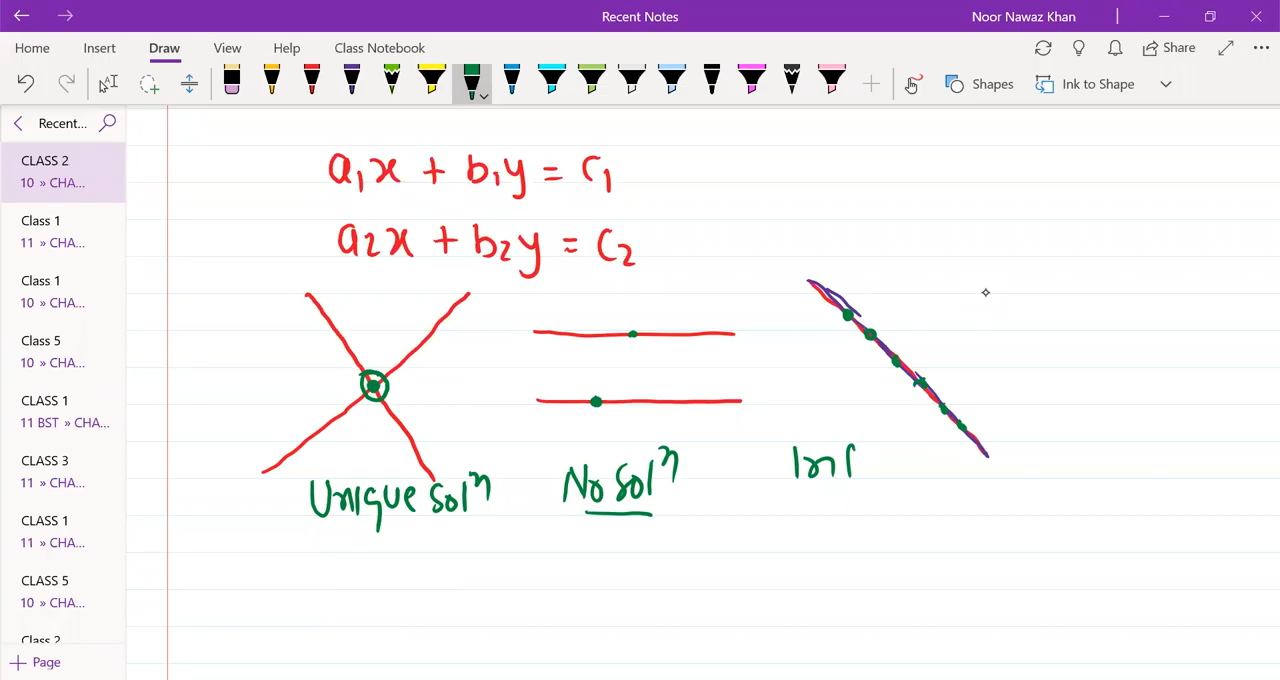 Recent Notes
Noor Nawaz Khan
Home Insert Draw View Help Class Notebook
Share
Shapes
Ink to Shape
Recent...
CLASS 2
10 » CHA...
Class 1
11 » CHA...
Class 1
10 » CHA...
Class 5
10 » CHA...
CLASS 1
11 BST » CHA...
CLASS 3
11 » CHA...
CLASS 1
11 » CHA...
CLASS 5
10 » CHA...
Class 2
Page
a₁x + b₁y = c₁
a₂x + b₂y = c₂
Unique solⁿ
No solⁿ
Inf